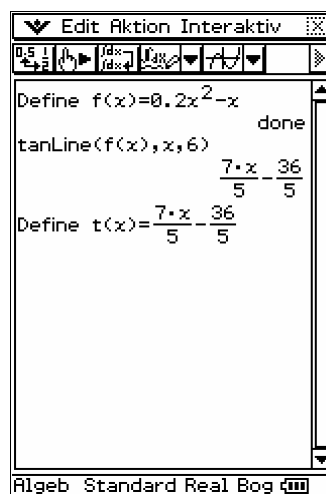 Edit Aktion Interaktiv
Define f(x)=0.2x²-x
done
tanLine(f(x),x,6)
7·x/5-36/5
Define t(x)=7·x/5-36/5
Algeb Standard Real Bog